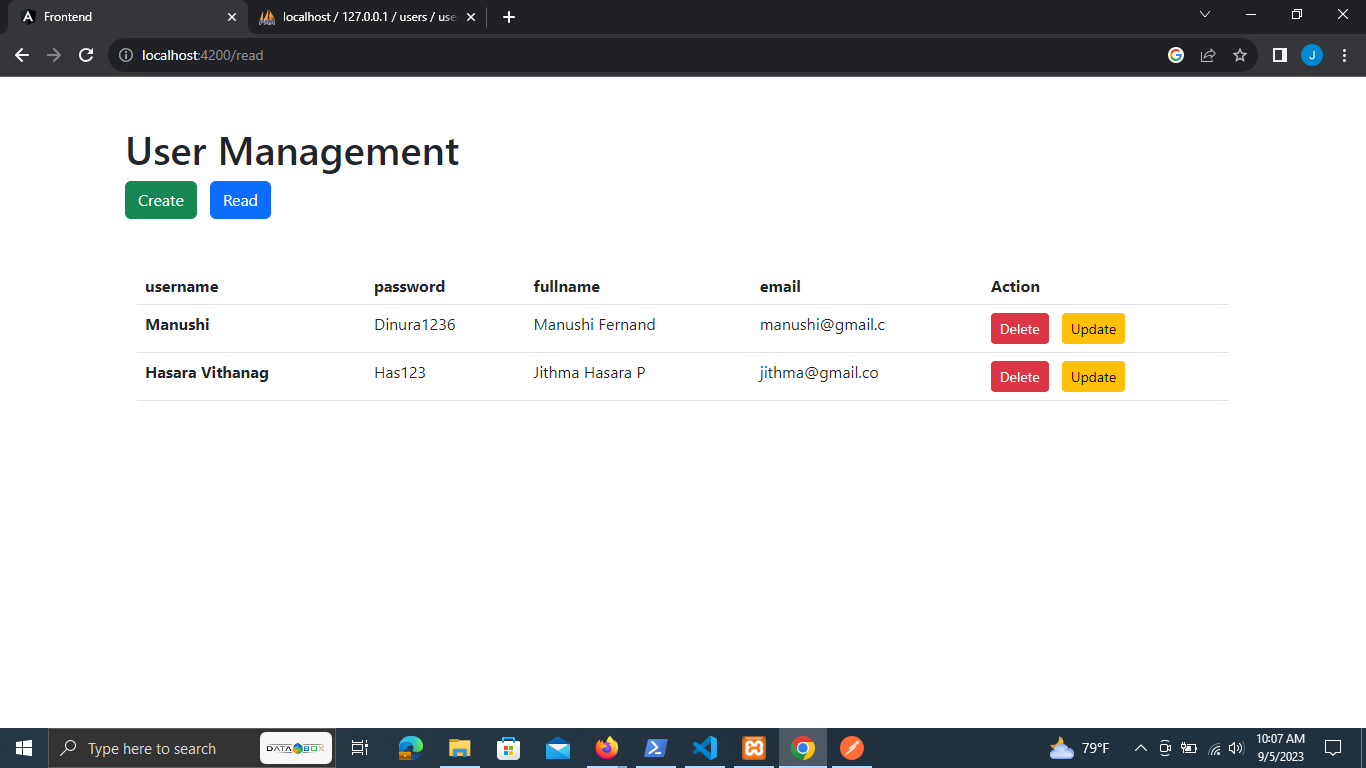 Frontend
localhost / 127.0.0.1 / users / use
localhost:4200/read
J
User Management
Create Read
username password fullname email Action
Manushi Dinura1236 Manushi Fernand manushi@gmail.c Delete Update
Hasara Vithanag Has123 Jithma Hasara P jithma@gmail.co Delete Update
Type here to search DATABOX 79°F 10:07 AM
9/5/2023